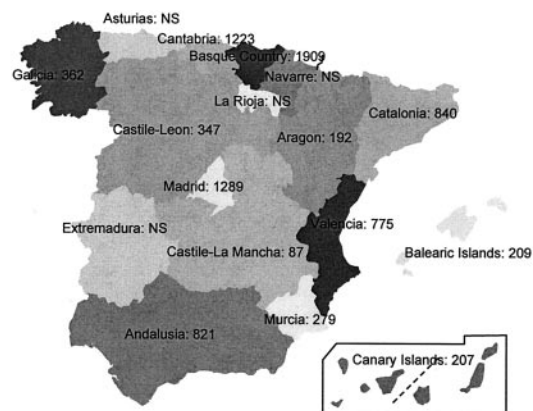 Asturias: NS
Cantabria: 1223
Basque Country: 1909
Galicia: 362
Navarre: NS
La Rioja: NS
Catalonia: 840
Castile-Leon: 347
Aragon: 192
Madrid: 1289
Extremadura: NS
Valencia: 775
Castile-La Mancha: 87
Balearic Islands: 209
Murcia: 279
Andalusia: 821
Canary Islands: 207